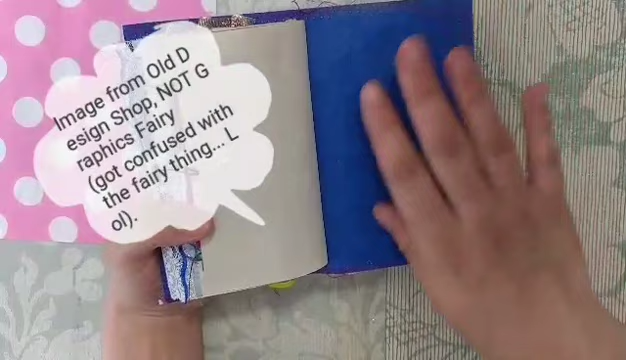 Image from Old D
esign Shop, NOT G
raphics Fairy
(got confused with
the fairy thing... L
ol).